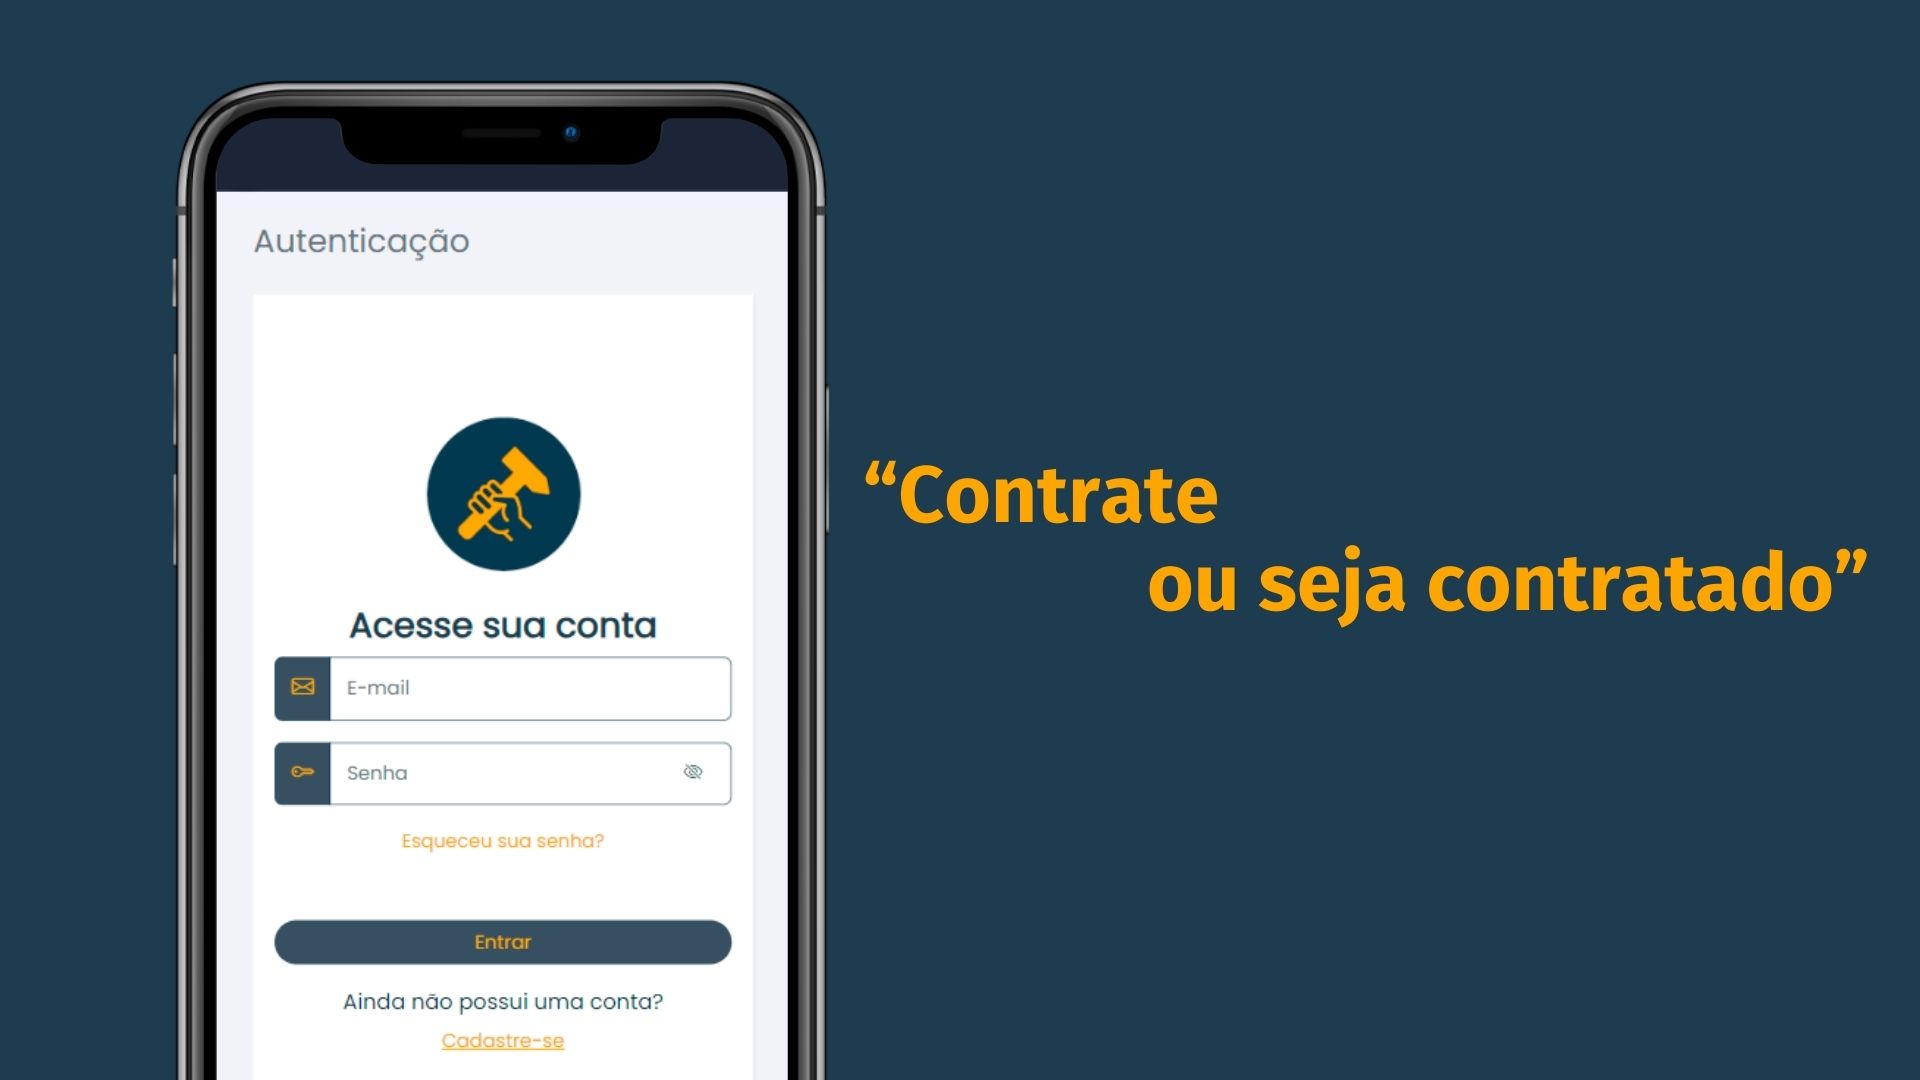 Autenticação
Acesse sua conta
E-mail
Senha
Esqueceu sua senha?
Entrar
Ainda não possui uma conta?
Cadastre-se
“Contrate
ou seja contratado”